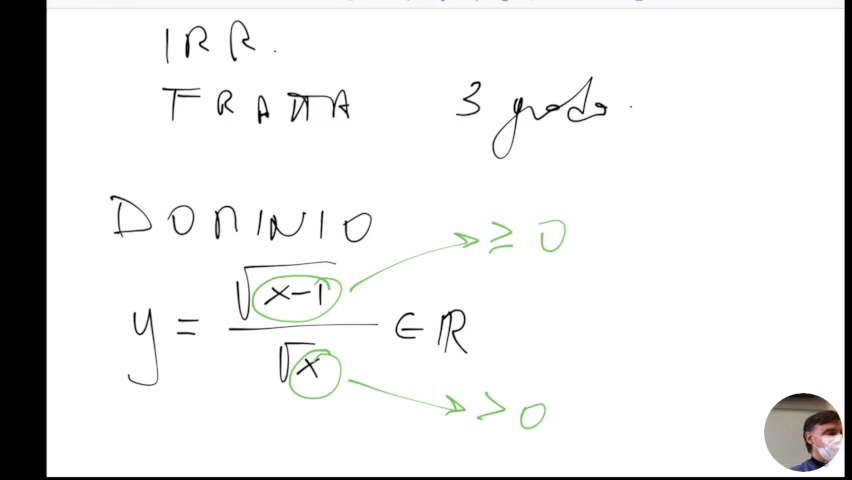 IRR.
FRATTA 3 grado.
DOMINIO
≥ 0
y = √(x-1) / √x ∈ ℝ
> 0